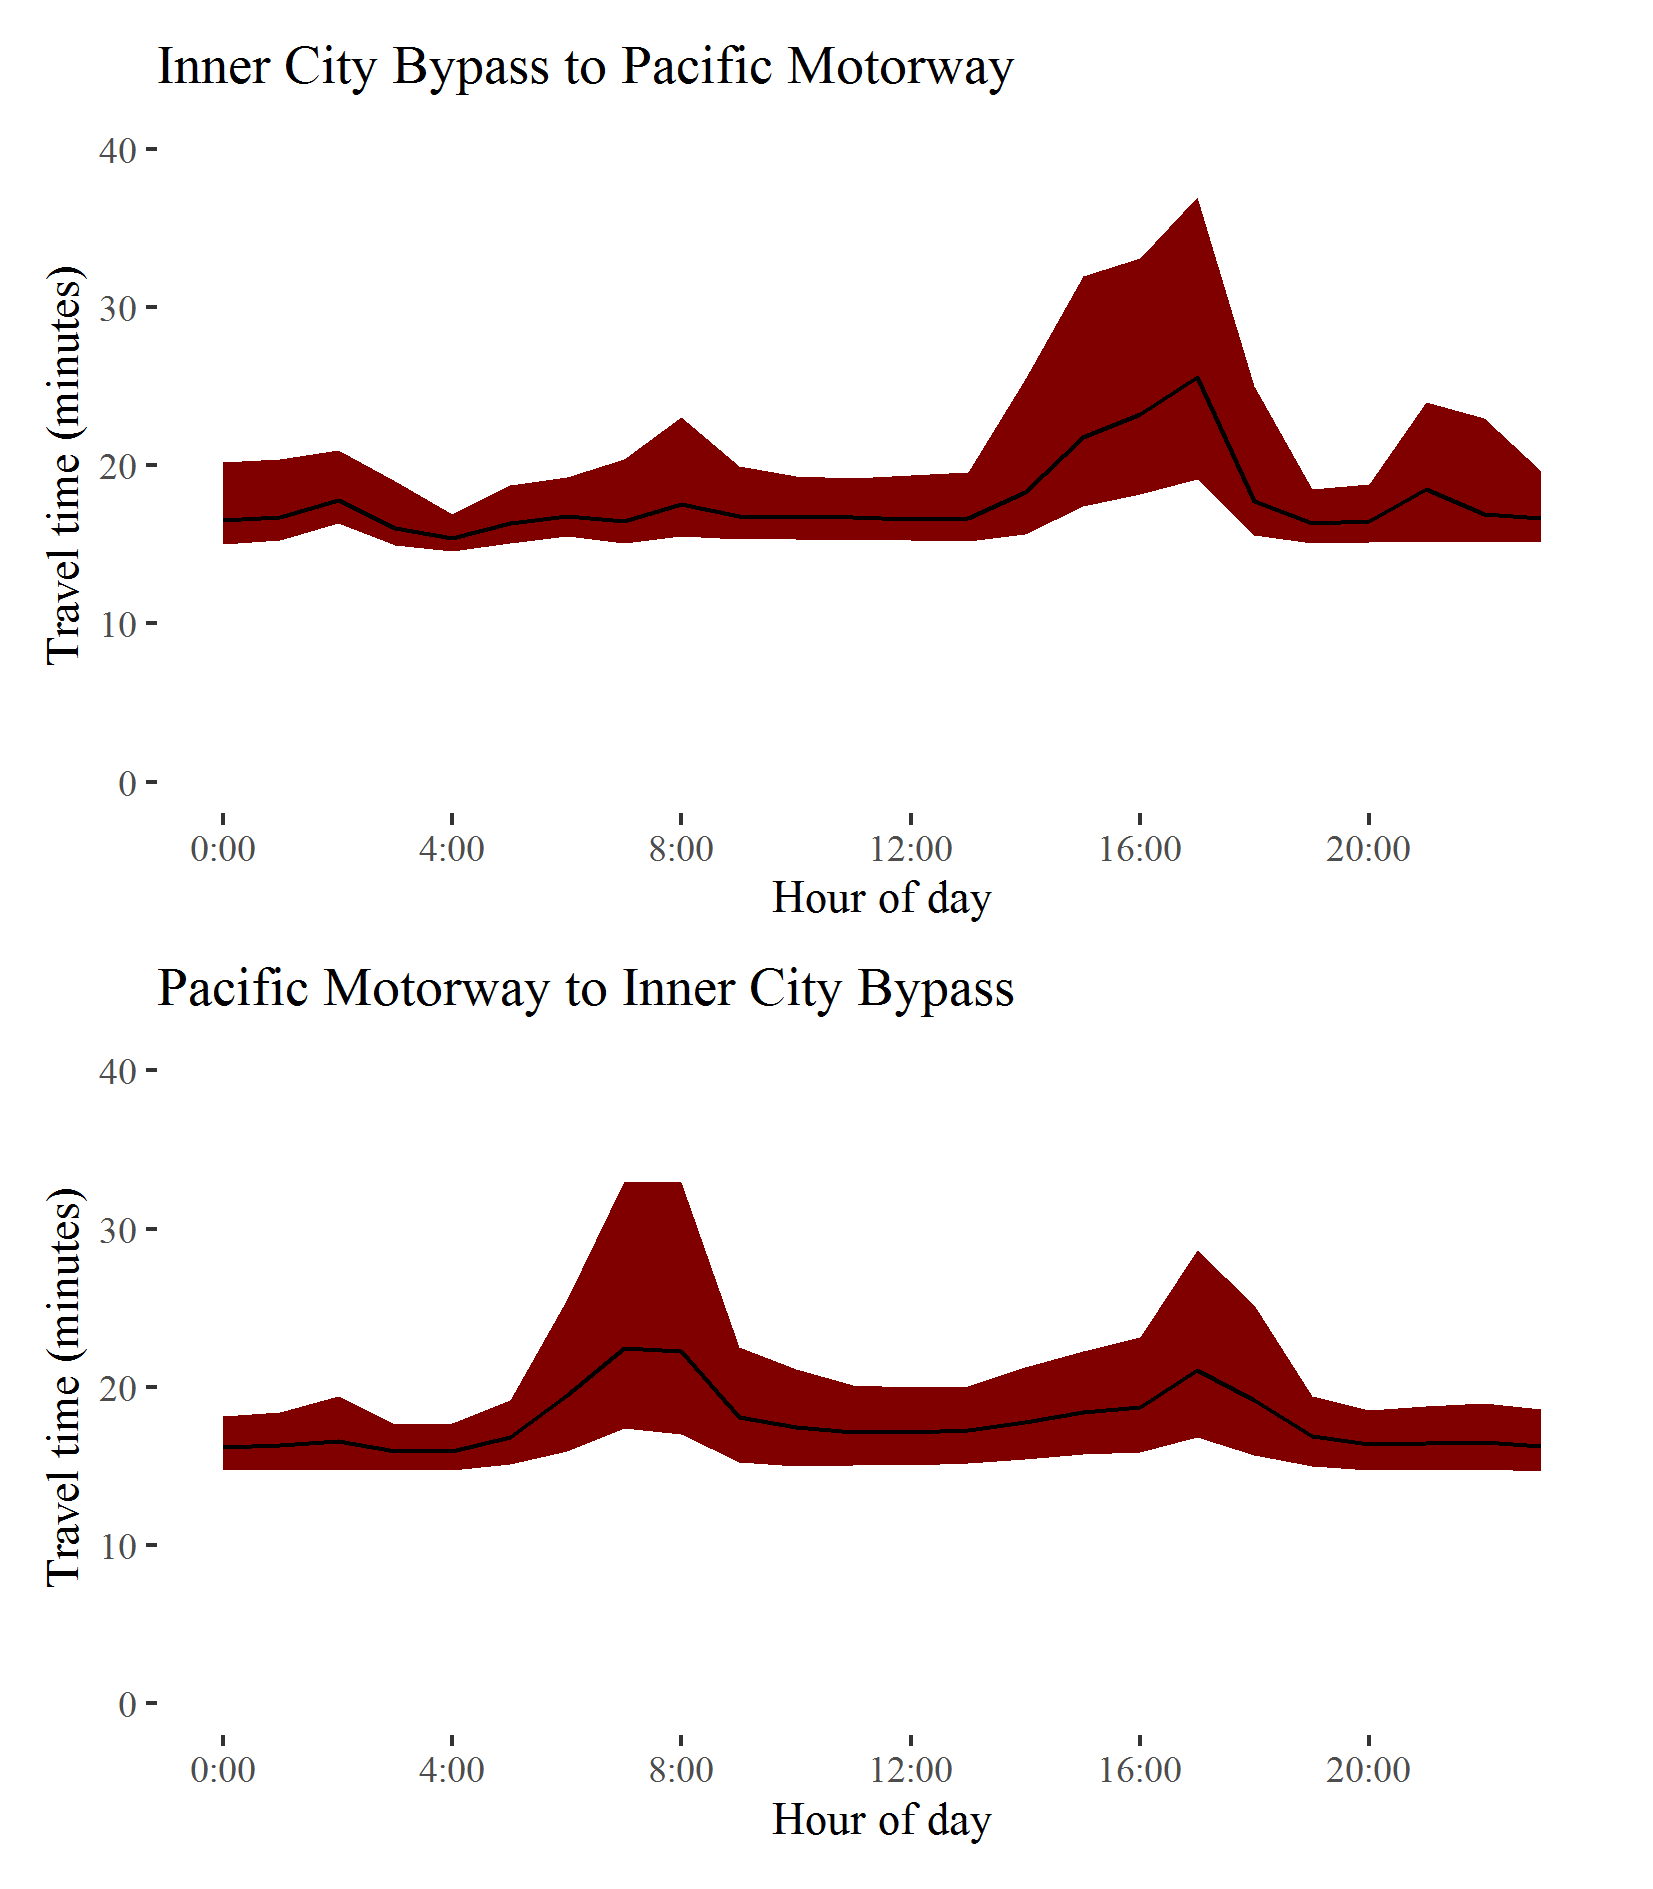 Inner City Bypass to Pacific Motorway
Travel time (minutes)
40
30
20
10
0
0:00 4:00 8:00 12:00 16:00 20:00
Hour of day
Pacific Motorway to Inner City Bypass
Travel time (minutes)
40
30
20
10
0
0:00 4:00 8:00 12:00 16:00 20:00
Hour of day